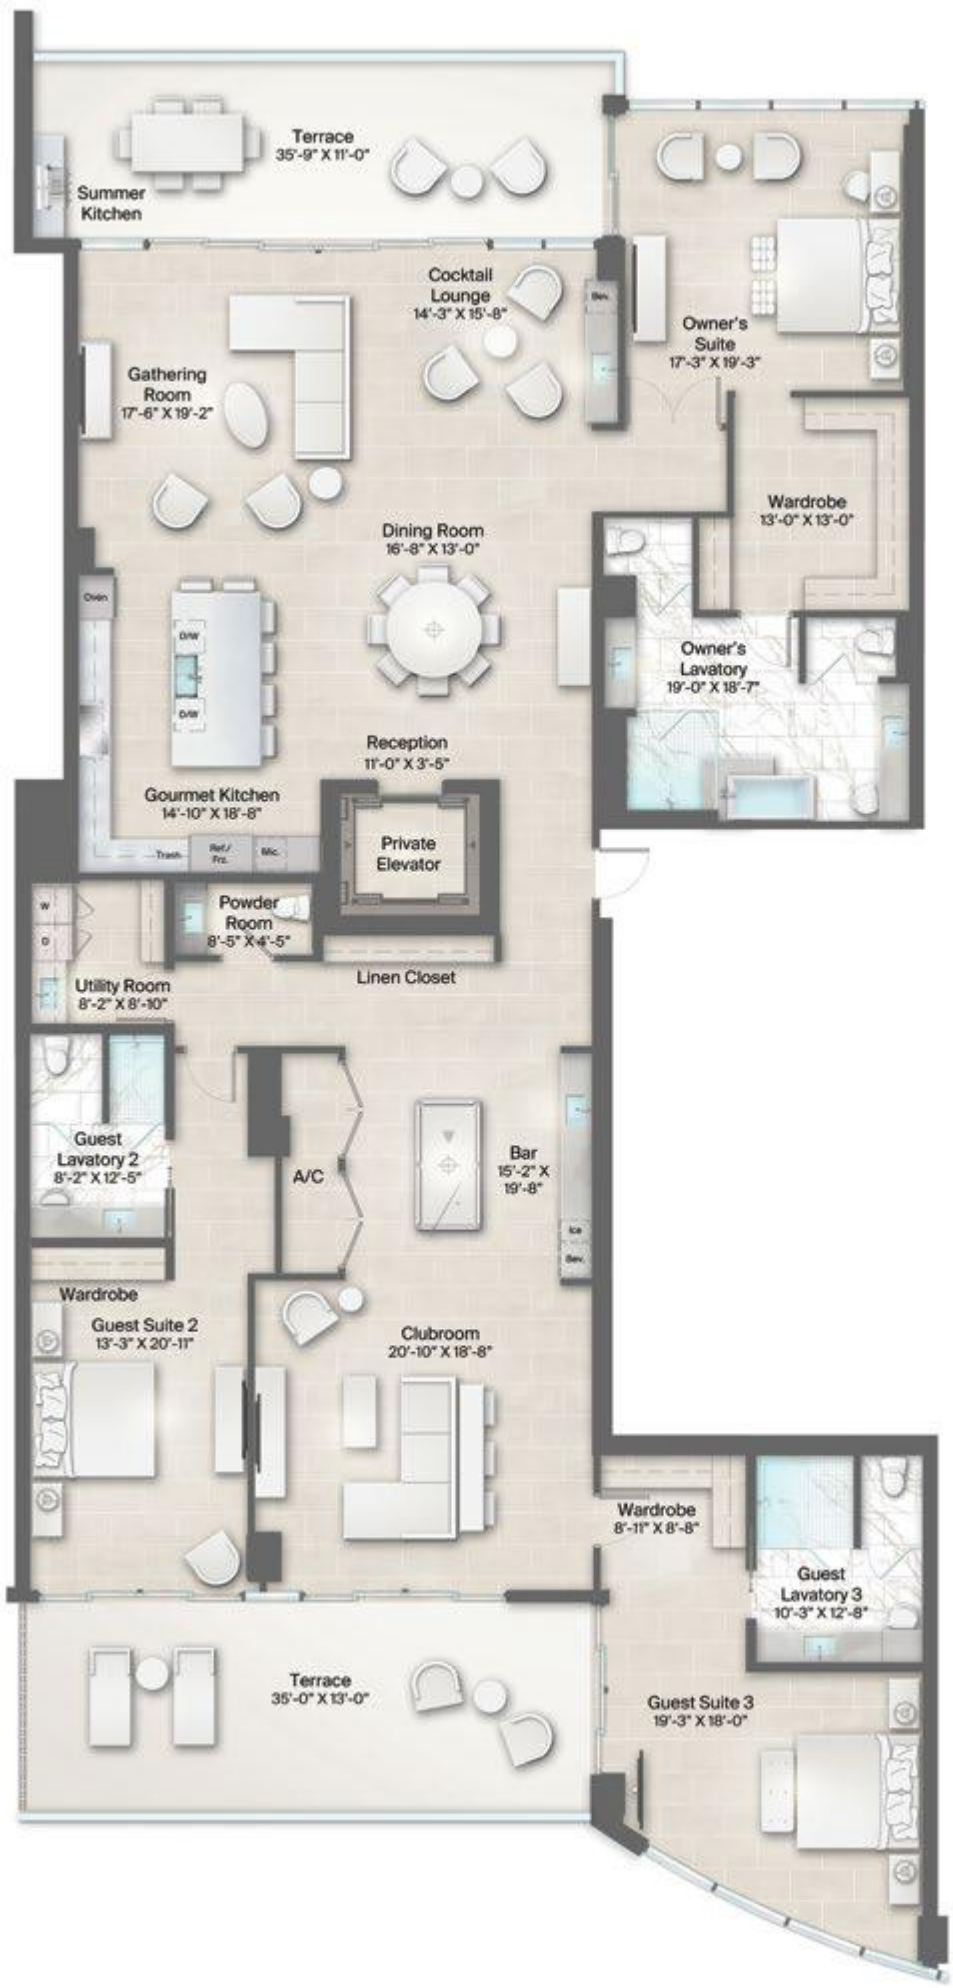 Terrace
35'-9" X 11'-0"
Summer
Kitchen
Cocktail
Lounge
14'-3" X 15'-8"
Bev.
Owner's
Suite
17'-3" X 19'-3"
Gathering
Room
17'-6" X 19'-2"
Wardrobe
13'-0" X 13'-0"
Dining Room
16'-8" X 13'-0"
Oven
D/W
D/W
Owner's
Lavatory
19'-0" X 18'-7"
Reception
11'-0" X 3'-5"
Gourmet Kitchen
14'-10" X 18'-8"
Trash
Ref./
Frz.
Mic.
Private
Elevator
W
D
Powder
Room
8'-5" X 4'-5"
Linen Closet
Utility Room
8'-2" X 8'-10"
Guest
Lavatory 2
8'-2" X 12'-5"
A/C
Bar
15'-2" X
19'-8"
Ice
Bev.
Wardrobe
Guest Suite 2
13'-3" X 20'-11"
Clubroom
20'-10" X 18'-8"
Wardrobe
8'-11" X 8'-8"
Guest
Lavatory 3
10'-3" X 12'-8"
Terrace
35'-0" X 13'-0"
Guest Suite 3
19'-3" X 18'-0"